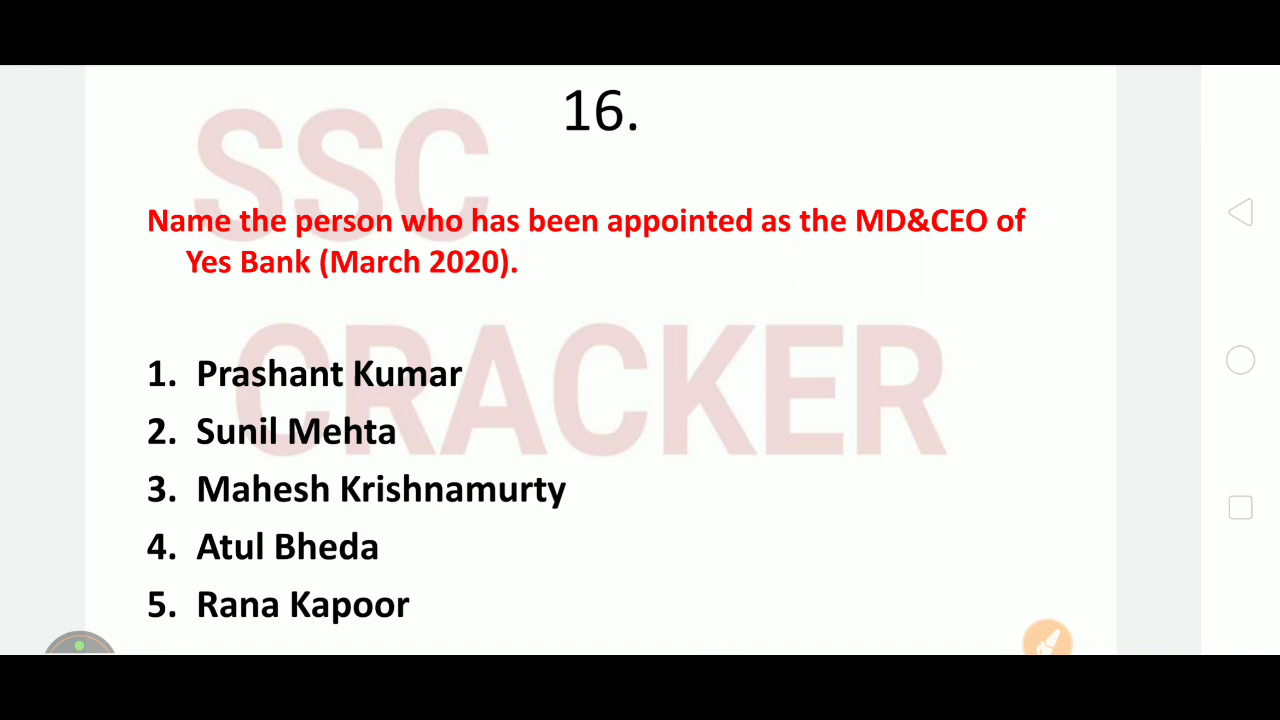 16.
SSC
Name the person who has been appointed as the MD&CEO of
Yes Bank (March 2020).
CRACKER
1. Prashant Kumar
2. Sunil Mehta
3. Mahesh Krishnamurty
4. Atul Bheda
5. Rana Kapoor